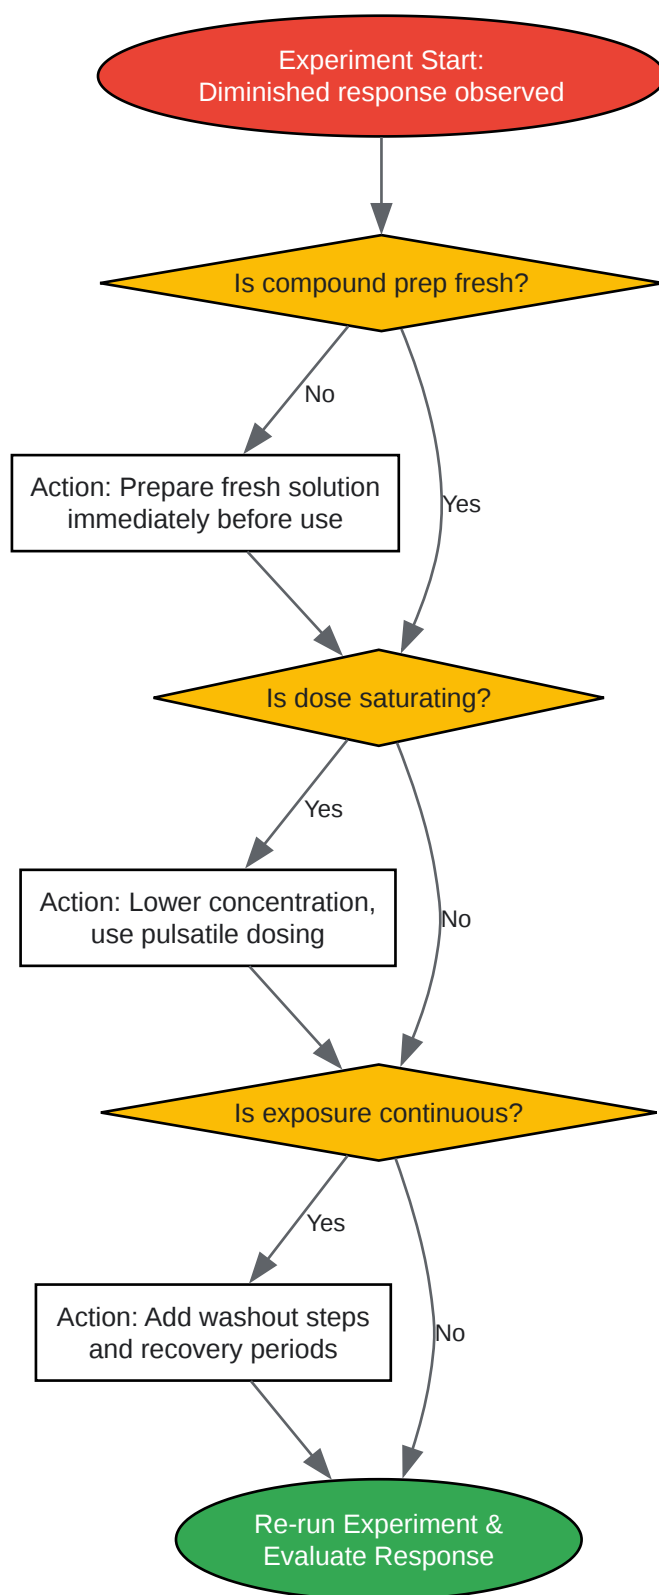 Experiment Start:
Diminished response observed
Is compound prep fresh?
No
Action: Prepare fresh solution
immediately before use
Yes
Is dose saturating?
Yes
Action: Lower concentration,
use pulsatile dosing
No
Is exposure continuous?
Yes
Action: Add washout steps
and recovery periods
No
Re-run Experiment &
Evaluate Response